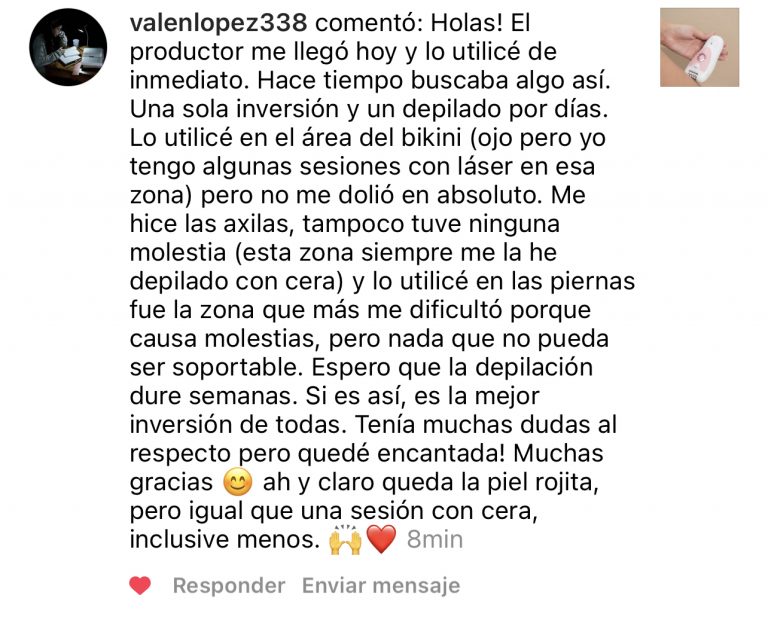 valenlopez338 comentó: Holas! El
productor me llegó hoy y lo utilicé de
inmediato. Hace tiempo buscaba algo así.
Una sola inversión y un depilado por días.
Lo utilicé en el área del bikini (ojo pero yo
tengo algunas sesiones con láser en esa
zona) pero no me dolió en absoluto. Me
hice las axilas, tampoco tuve ninguna
molestia (esta zona siempre me la he
depilado con cera) y lo utilicé en las piernas
fue la zona que más me dificultó porque
causa molestias, pero nada que no pueda
ser soportable. Espero que la depilación
dure semanas. Si es así, es la mejor
inversión de todas. Tenía muchas dudas al
respecto pero quedé encantada! Muchas
gracias 😊 ah y claro queda la piel rojita,
pero igual que una sesión con cera,
inclusive menos. 🙌❤️ 8min
Responder Enviar mensaje